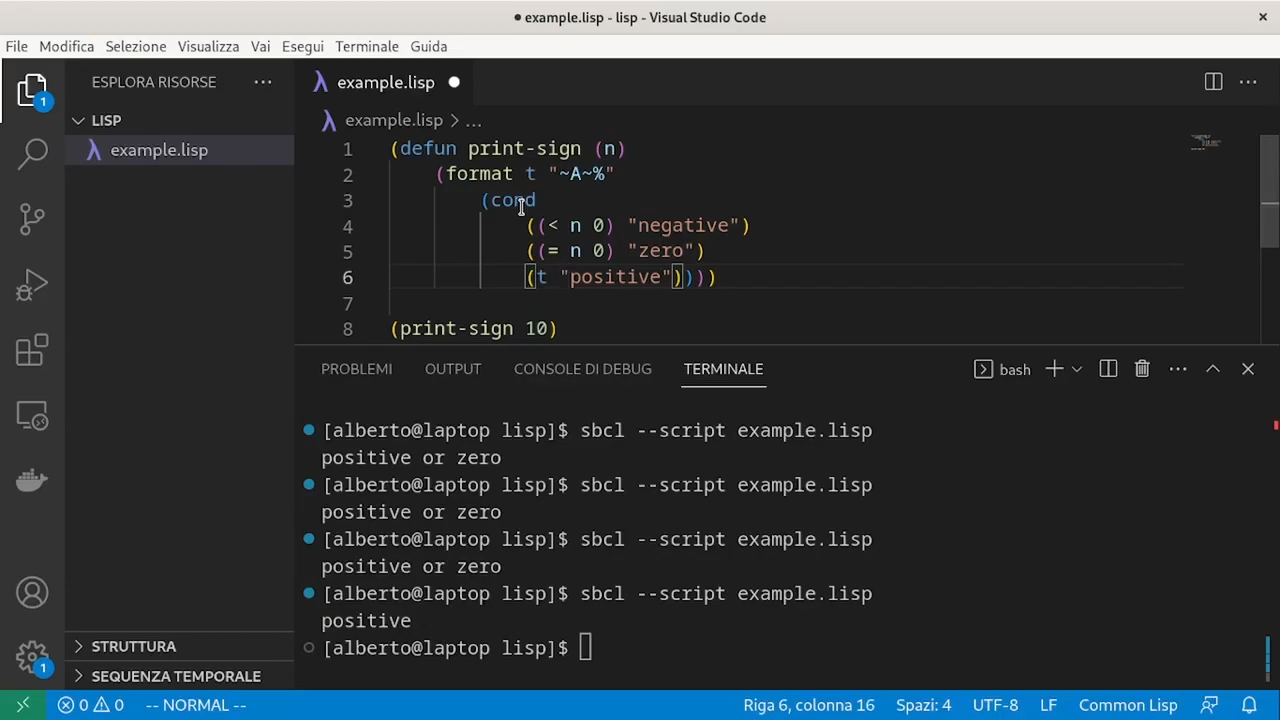 example.lisp - lisp - Visual Studio Code
File Modifica Selezione Visualizza Vai Esegui Terminale Guida
ESPLORA RISORSE
LISP
example.lisp
STRUTTURA
SEQUENZA TEMPORALE
1
1
example.lisp
example.lisp > ...
1 (defun print-sign (n)
2 (format t "~A~%"
3 (cond
4 ((< n 0) "negative")
5 ((= n 0) "zero")
6 (t "positive"))))
7
8 (print-sign 10)
PROBLEMI OUTPUT CONSOLE DI DEBUG TERMINALE bash
[alberto@laptop lisp]$ sbcl --script example.lisp
positive or zero
[alberto@laptop lisp]$ sbcl --script example.lisp
positive or zero
[alberto@laptop lisp]$ sbcl --script example.lisp
positive or zero
[alberto@laptop lisp]$ sbcl --script example.lisp
positive
[alberto@laptop lisp]$
0 0 -- NORMAL -- Riga 6, colonna 16 Spazi: 4 UTF-8 LF Common Lisp